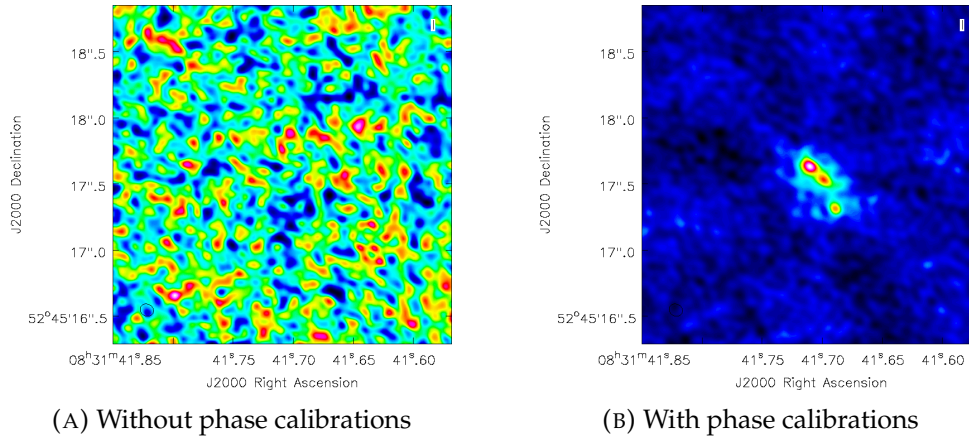 18".5
18".0
17".5
17".0
52°45'16".5
J2000 Declination
08ʰ31ᵐ41ˢ.85
41ˢ.75
41ˢ.70
41ˢ.65
41ˢ.60
J2000 Right Ascension
(A) Without phase calibrations
18".5
18".0
17".5
17".0
52°45'16".5
J2000 Declination
08ʰ31ᵐ41ˢ.85
41ˢ.75
41ˢ.70
41ˢ.65
41ˢ.60
J2000 Right Ascension
(B) With phase calibrations